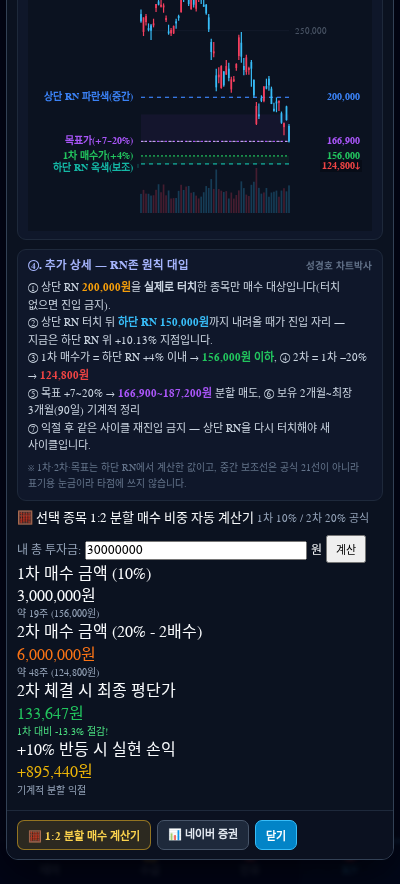 250,000
상단 RN 파란색(중간) 200,000
목표가(+7~20%) 166,900
1차 매수가(+4%) 156,000
하단 RN 옥색(보조) 124,800↓
④. 추가 상세 — RN존 원칙 대입 성경호 차트박사
① 상단 RN 200,000원을 실제로 터치한 종목만 매수 대상입니다(터치
없으면 진입 금지).
② 상단 RN 터치 뒤 하단 RN 150,000원까지 내려올 때가 진입 자리 —
지금은 하단 RN 위 +10.13% 지점입니다.
③ 1차 매수가 = 하단 RN +4% 이내 → 156,000원 이하, ④ 2차 = 1차 −20%
→ 124,800원
⑤ 목표 +7~20% → 166,900~187,200원 분할 매도, ⑥ 보유 2개월~최장
3개월(90일) 기계적 정리
⑦ 익절 후 같은 사이클 재진입 금지 — 상단 RN을 다시 터치해야 새
사이클입니다.
※ 1차·2차·목표는 하단 RN에서 계산한 값이고, 중간 보조선은 공식 21선이 아니라
표기용 눈금이라 타점에 쓰지 않습니다.
🧮 선택 종목 1:2 분할 매수 비중 자동 계산기 1차 10% / 2차 20% 공식
내 총 투자금: 30000000 원 계산
1차 매수 금액 (10%)
3,000,000원
약 19주 (156,000원)
2차 매수 금액 (20% - 2배수)
6,000,000원
약 48주 (124,800원)
2차 체결 시 최종 평단가
133,647원
1차 대비 -13.3% 절감!
+10% 반등 시 실현 손익
+895,440원
기계적 분할 익절
🧮 1:2 분할 매수 계산기 📊 네이버 증권 닫기